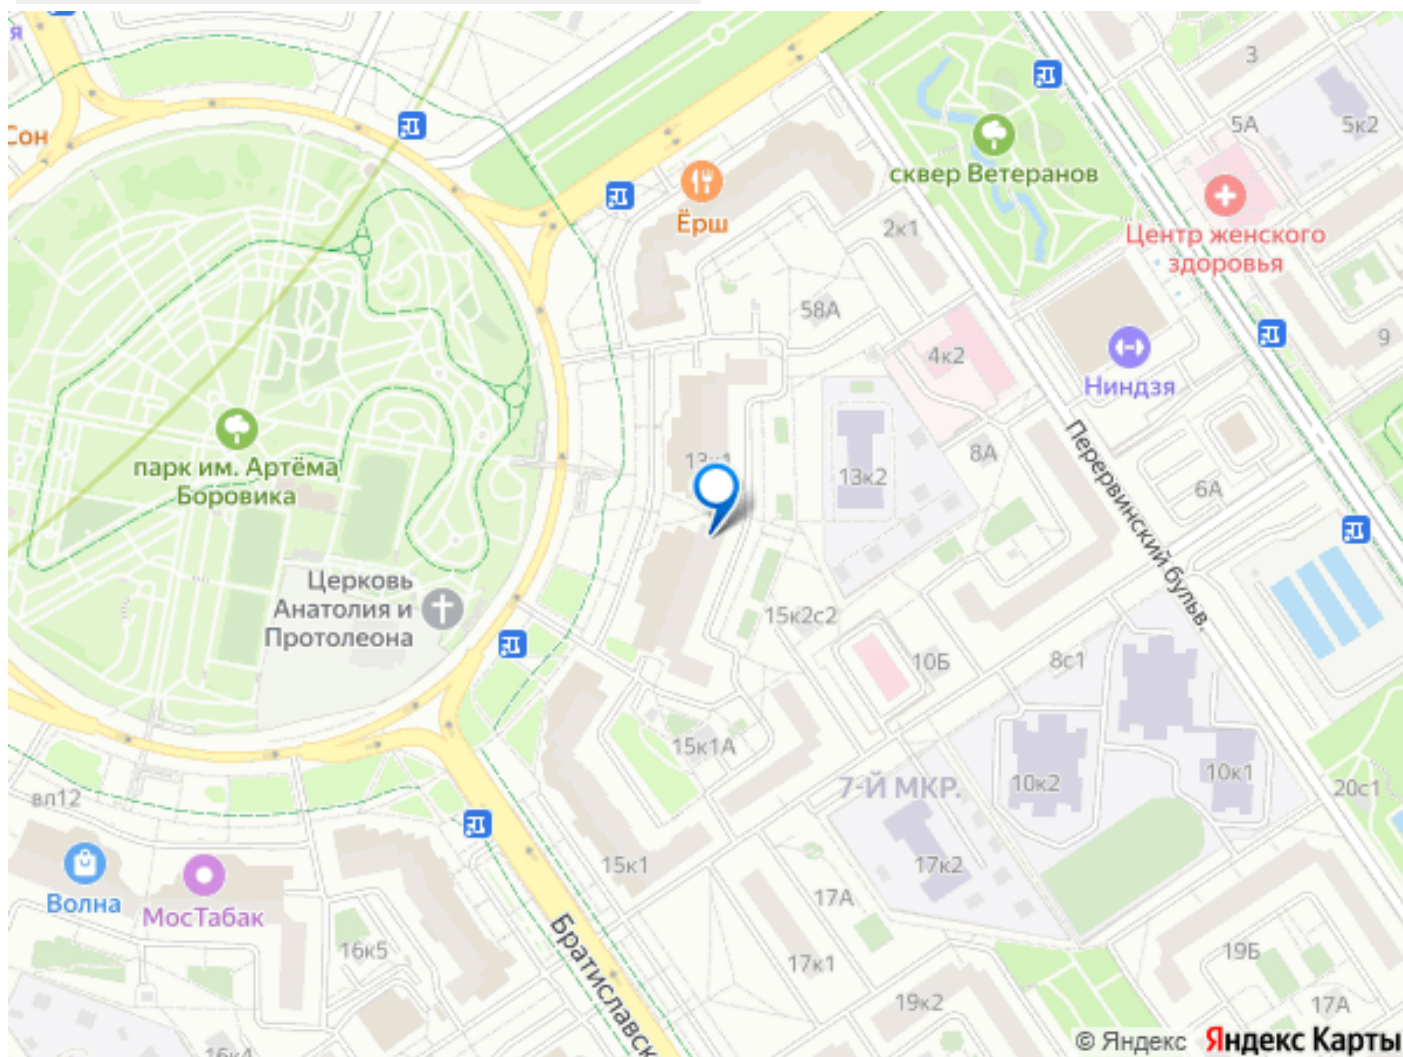 я
Сон
3
5А
5к2
сквер Ветеранов
Ёрш
2к1
Центр женского
здоровья
58А
4к2
9
Ниндзя
парк им. Артёма
Боровика
13к1
13к2
8А
6А
Перервинский бульв.
Церковь
Анатолия и
Протолеона
15к2с2
10Б
8с1
15к1А
7-Й МКР.
10к2
10к1
20с1
вл12
15к1
17к2
Волна
МосТабак
17А
Братиславск
16к5
17к1
19Б
19к2
17А
16к4
© Яндекс
Яндекс Карты